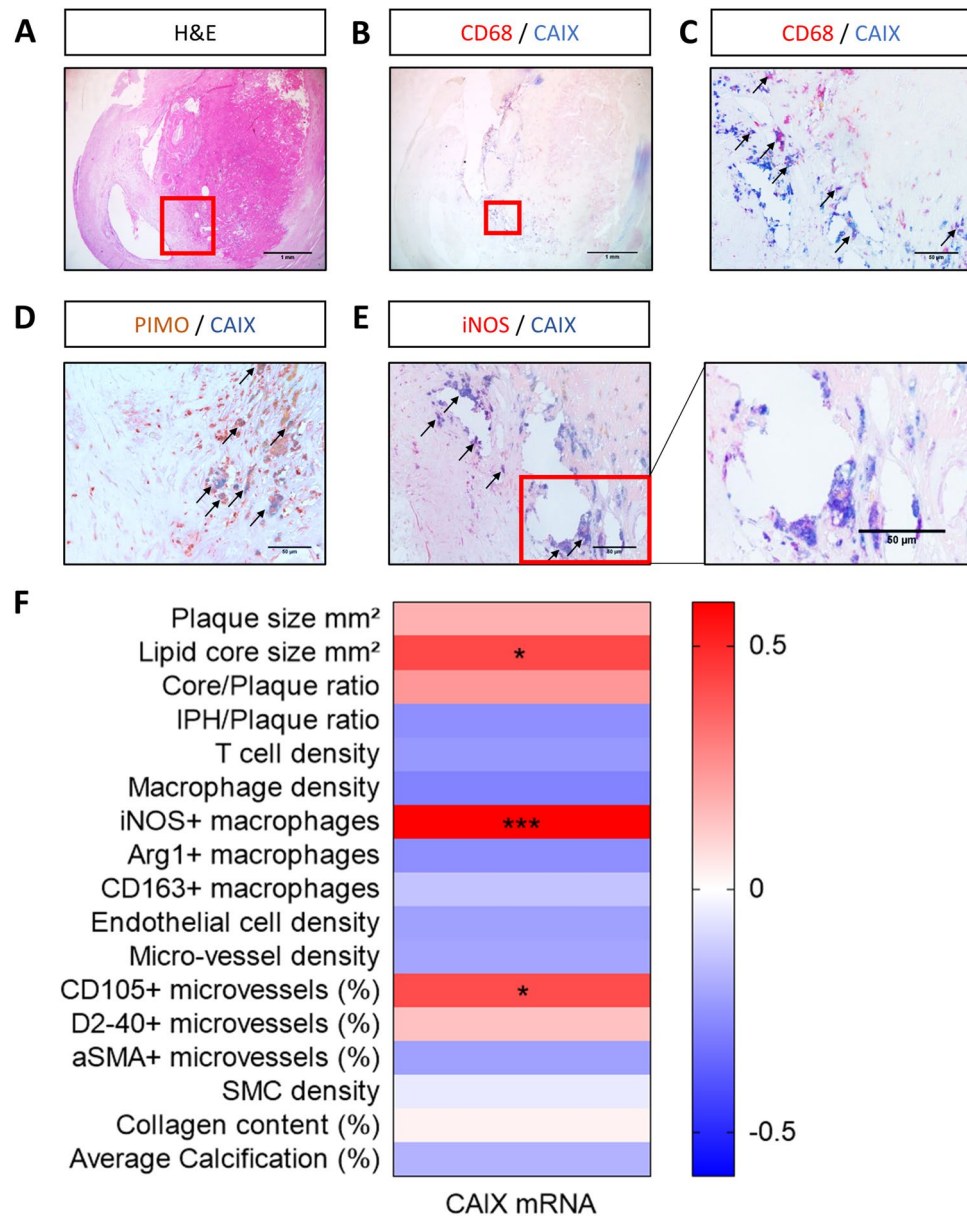 A
H&E
B
CD68 / CAIX
C
CD68 / CAIX
1 mm
1 mm
50 µm
D
PIMO / CAIX
E
iNOS / CAIX
50 µm
50 µm
50 µm
F
Plaque size mm²
Lipid core size mm²
*
Core/Plaque ratio
IPH/Plaque ratio
T cell density
Macrophage density
iNOS+ macrophages
***
Arg1+ macrophages
CD163+ macrophages
Endothelial cell density
Micro-vessel density
CD105+ microvessels (%)
*
D2-40+ microvessels (%)
aSMA+ microvessels (%)
SMC density
Collagen content (%)
Average Calcification (%)
0.5
0
-0.5
CAIX mRNA